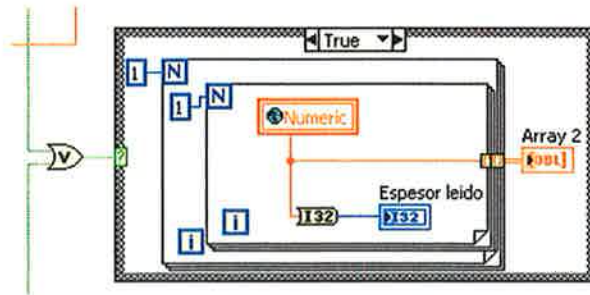 True
1 N
1 N
Numeric
Array 2
DBL
Espesor leido
I32 I32
i
i
V
?